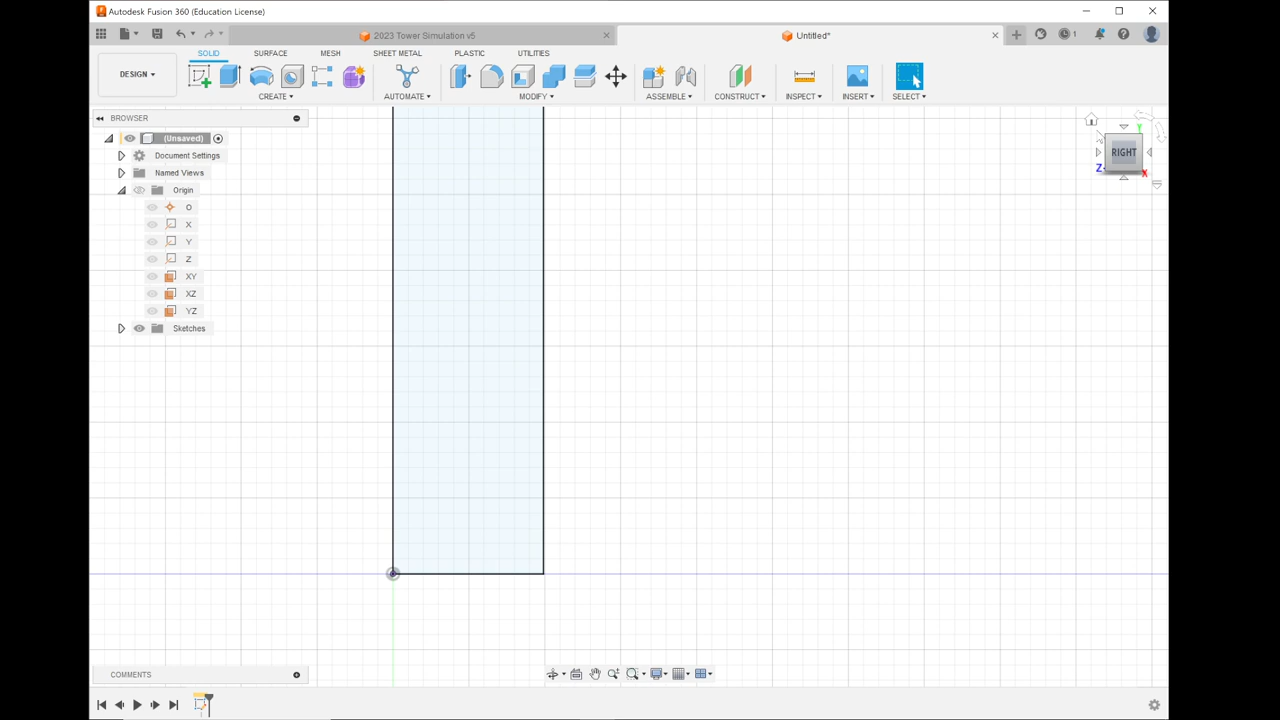 Autodesk Fusion 360 (Education License)
2023 Tower Simulation v5
Untitled*
1
SOLID SURFACE MESH SHEET METAL PLASTIC UTILITIES
DESIGN
CREATE AUTOMATE MODIFY ASSEMBLE CONSTRUCT INSPECT INSERT SELECT
BROWSER
(Unsaved)
Document Settings
Named Views
Origin
O
X
Y
Z
XY
XZ
YZ
Sketches
Y
RIGHT
Z
X
COMMENTS